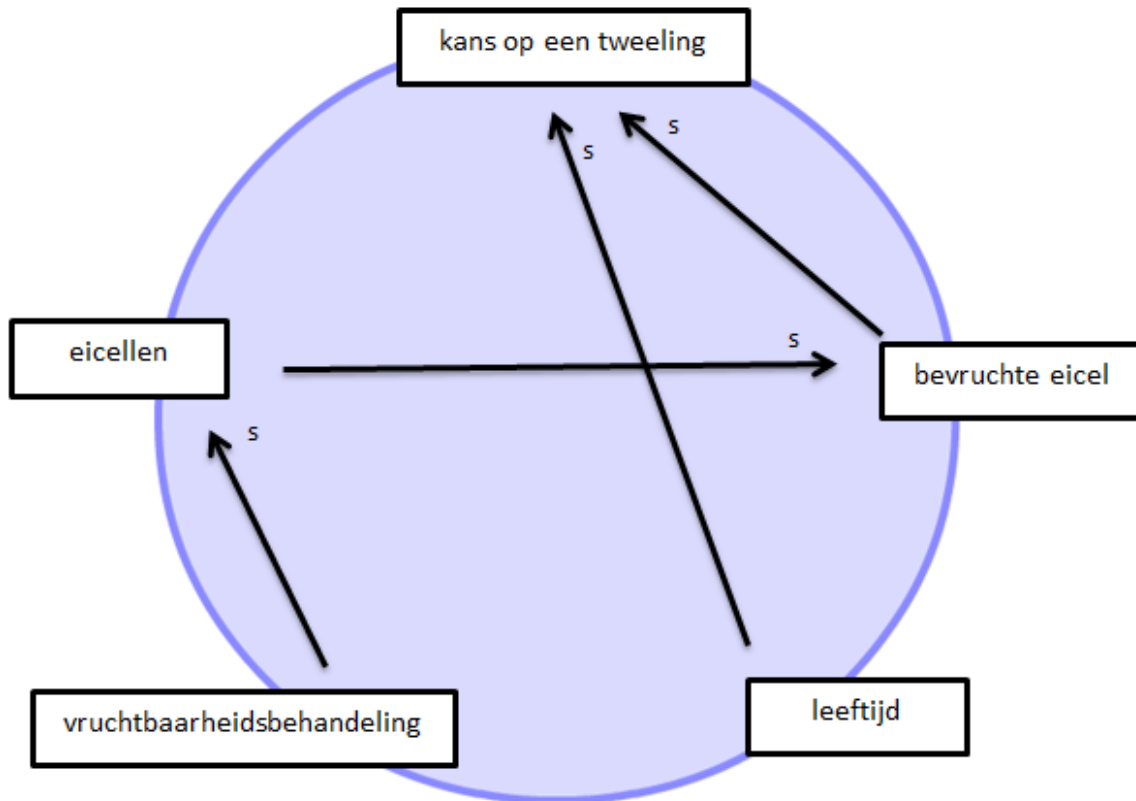 kans op een tweeling
s
s
eicellen
s
bevruchte eicel
s
vruchtbaarheidsbehandeling
leeftijd